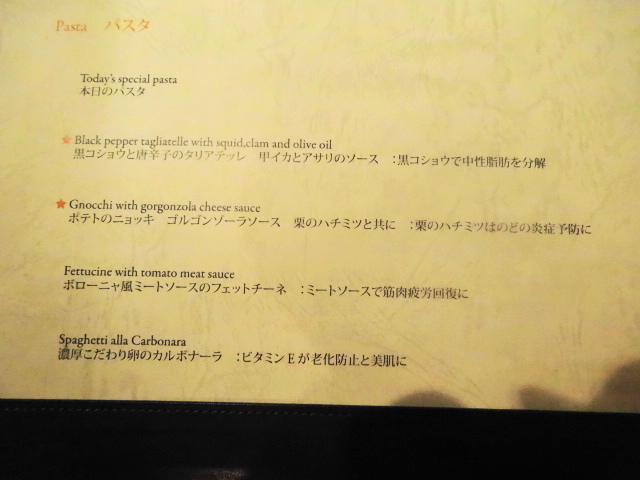 Pasta パスタ
Today's special pasta
本日のパスタ
★ Black pepper tagliatelle with squid,clam and olive oil
黒コショウと唐辛子のタリアテッレ 甲イカとアサリのソース :黒コショウで中性脂肪を分解
★ Gnocchi with gorgonzola cheese sauce
ポテトのニョッキ ゴルゴンゾーラソース 栗のハチミツと共に :栗のハチミツはのどの炎症予防に
Fettucine with tomato meat sauce
ボローニャ風ミートソースのフェットチーネ :ミートソースで筋肉疲労回復に
Spaghetti alla Carbonara
濃厚こだわり卵のカルボナーラ :ビタミンEが老化防止と美肌に